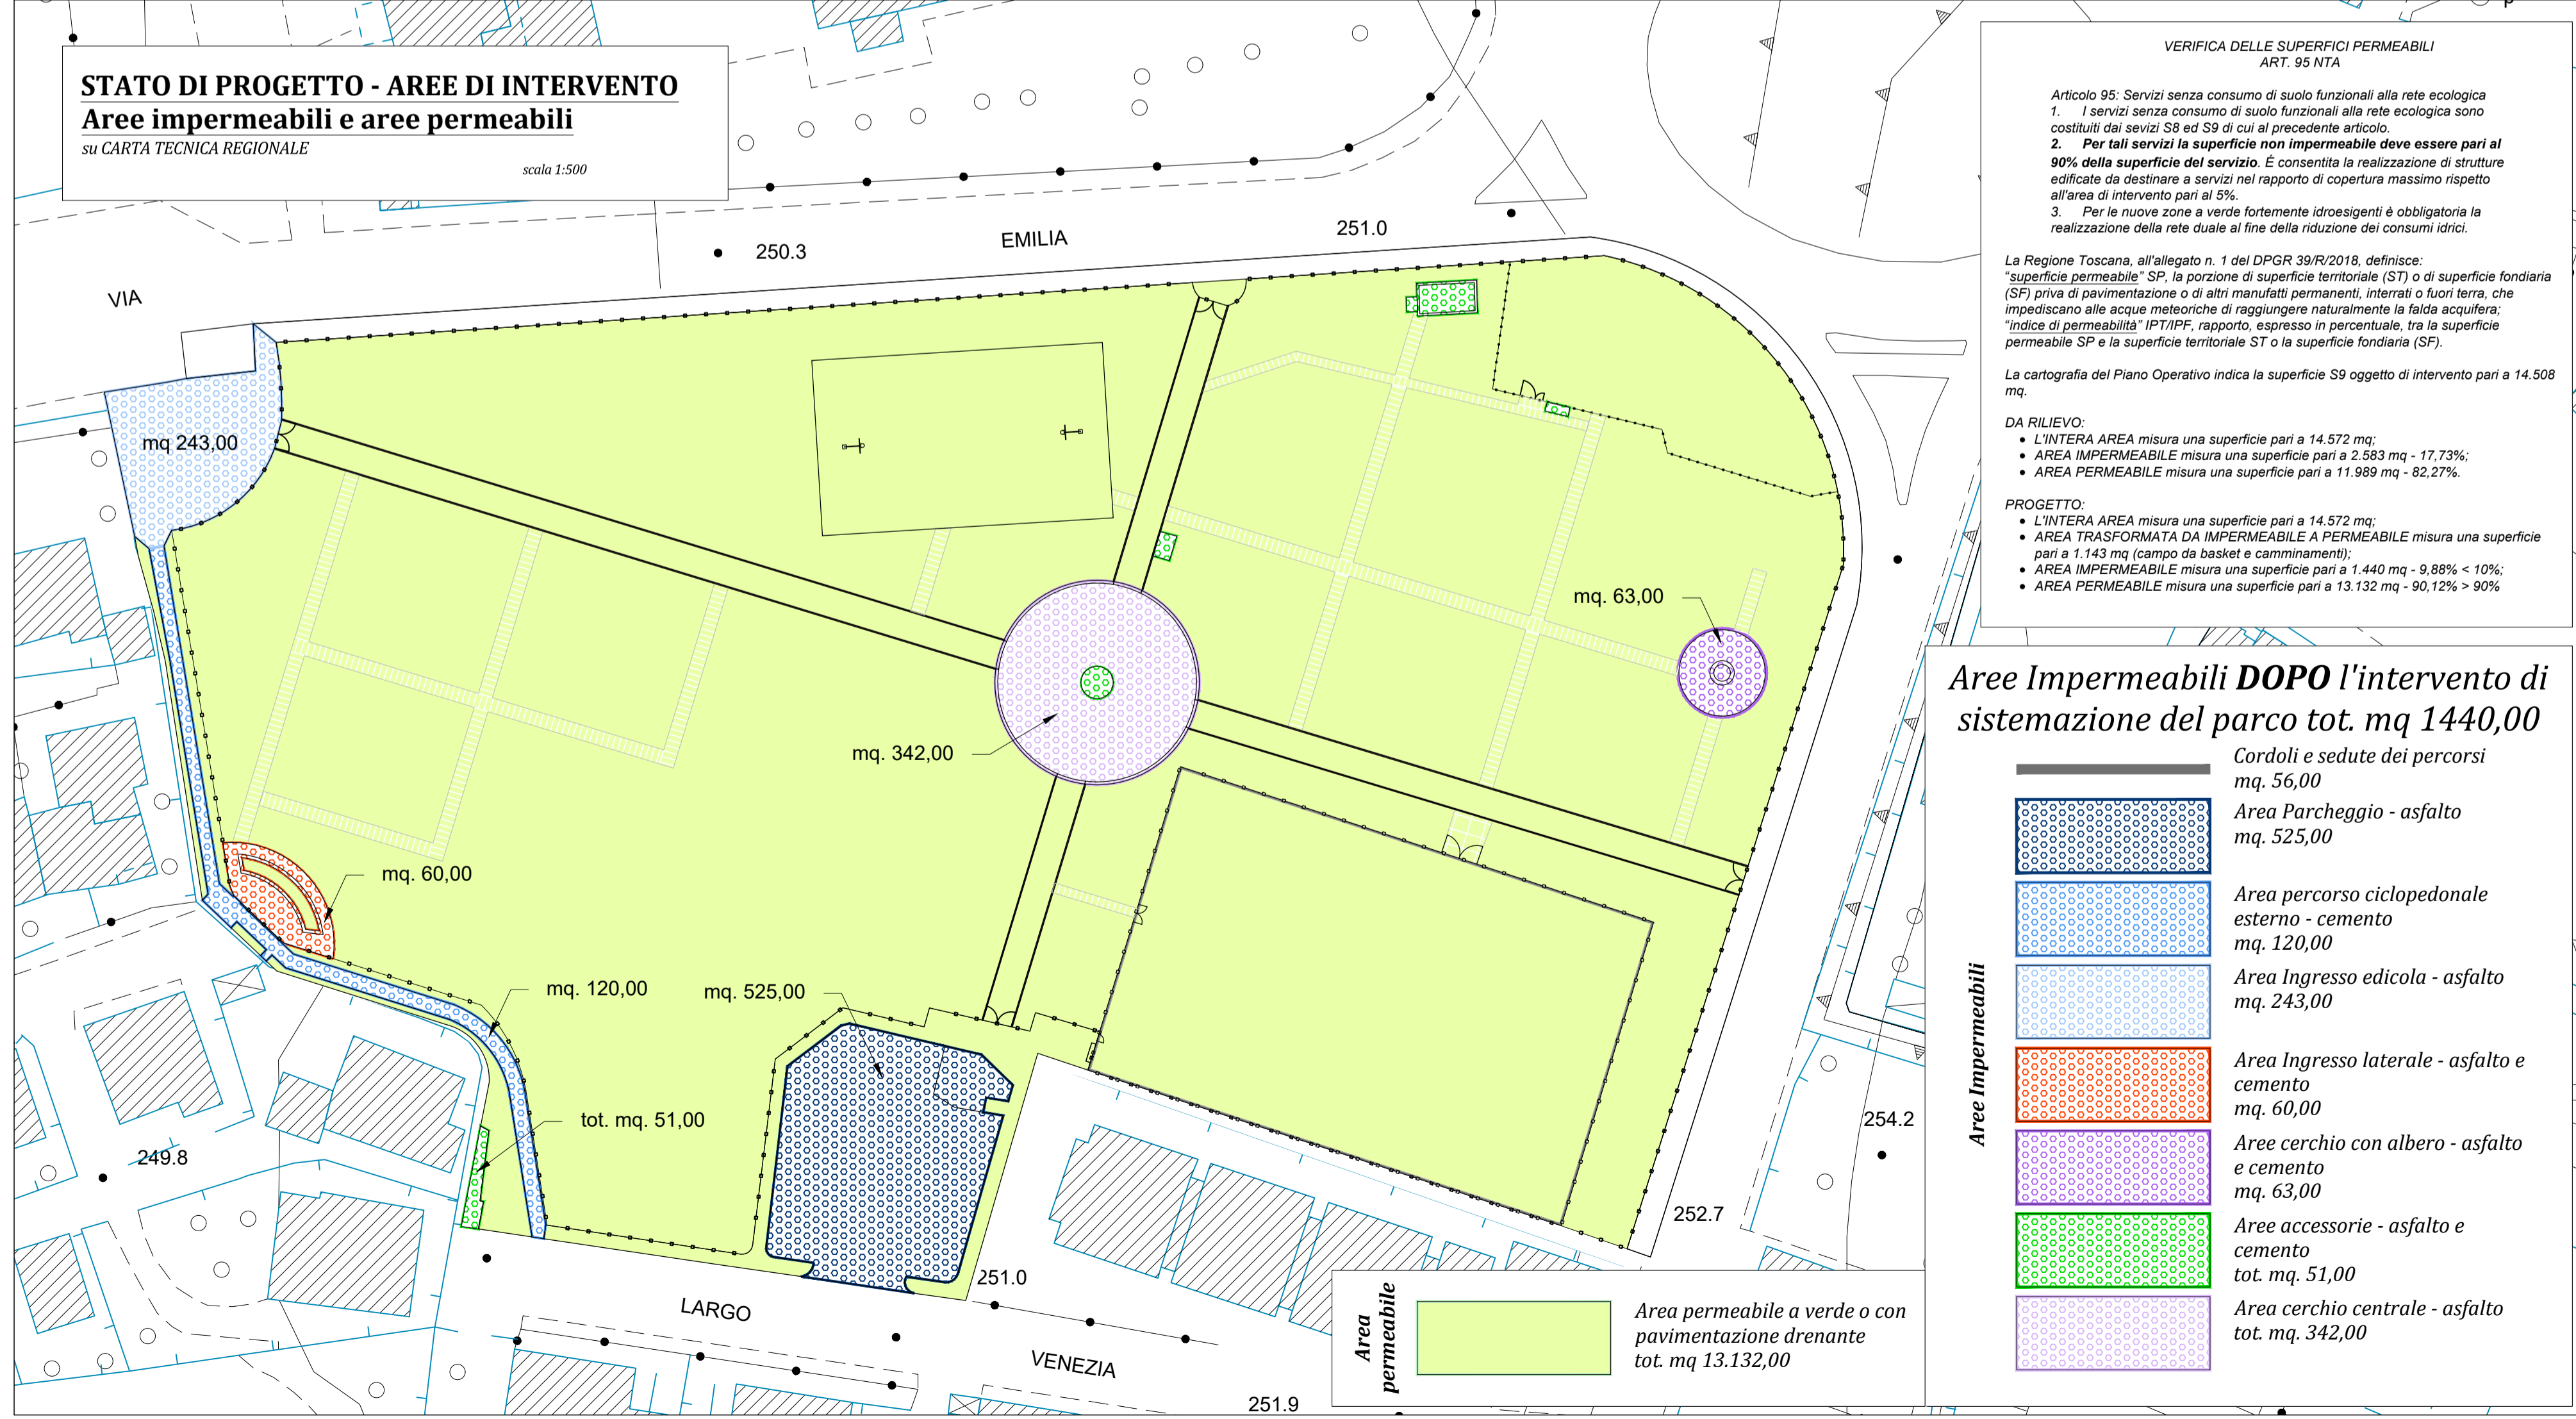 STATO DI PROGETTO - AREE DI INTERVENTO
Aree impermeabili e aree permeabili
su CARTA TECNICA REGIONALE
scala 1:500
VERIFICA DELLE SUPERFICI PERMEABILI
ART. 95 NTA
Articolo 95: Servizi senza consumo di suolo funzionali alla rete ecologica
1. I servizi senza consumo di suolo funzionali alla rete ecologica sono
costituiti dai sevizi S8 ed S9 di cui al precedente articolo.
2. Per tali servizi la superficie non impermeabile deve essere pari al
90% della superficie del servizio. É consentita la realizzazione di strutture
edificate da destinare a servizi nel rapporto di copertura massimo rispetto
all'area di intervento pari al 5%.
3. Per le nuove zone a verde fortemente idroesigenti è obbligatoria la
realizzazione della rete duale al fine della riduzione dei consumi idrici.
La Regione Toscana, all'allegato n. 1 del DPGR 39/R/2018, definisce:
“superficie permeabile” SP, la porzione di superficie territoriale (ST) o di superficie fondiaria
(SF) priva di pavimentazione o di altri manufatti permanenti, interrati o fuori terra, che
impediscano alle acque meteoriche di raggiungere naturalmente la falda acquifera;
“indice di permeabilità” IPT/IPF, rapporto, espresso in percentuale, tra la superficie
permeabile SP e la superficie territoriale ST o la superficie fondiaria (SF).
La cartografia del Piano Operativo indica la superficie S9 oggetto di intervento pari a 14.508
mq.
DA RILIEVO:
• L'INTERA AREA misura una superficie pari a 14.572 mq;
• AREA IMPERMEABILE misura una superficie pari a 2.583 mq - 17,73%;
• AREA PERMEABILE misura una superficie pari a 11.989 mq - 82,27%.
PROGETTO:
• L'INTERA AREA misura una superficie pari a 14.572 mq;
• AREA TRASFORMATA DA IMPERMEABILE A PERMEABILE misura una superficie
pari a 1.143 mq (campo da basket e camminamenti);
• AREA IMPERMEABILE misura una superficie pari a 1.440 mq - 9,88% < 10%;
• AREA PERMEABILE misura una superficie pari a 13.132 mq - 90,12% > 90%
VIA
250.3
EMILIA
251.0
mq 243,00
mq. 63,00
mq. 342,00
mq. 60,00
mq. 120,00
mq. 525,00
tot. mq. 51,00
249.8
254.2
252.7
251.0
LARGO
VENEZIA
251.9
Aree Impermeabili DOPO l'intervento di
sistemazione del parco tot. mq 1440,00
Aree Impermeabili
Cordoli e sedute dei percorsi
mq. 56,00
Area Parcheggio - asfalto
mq. 525,00
Area percorso ciclopedonale
esterno - cemento
mq. 120,00
Area Ingresso edicola - asfalto
mq. 243,00
Area Ingresso laterale - asfalto e
cemento
mq. 60,00
Aree cerchio con albero - asfalto
e cemento
mq. 63,00
Aree accessorie - asfalto e
cemento
tot. mq. 51,00
Area cerchio centrale - asfalto
tot. mq. 342,00
Area
permeabile
Area permeabile a verde o con
pavimentazione drenante
tot. mq 13.132,00